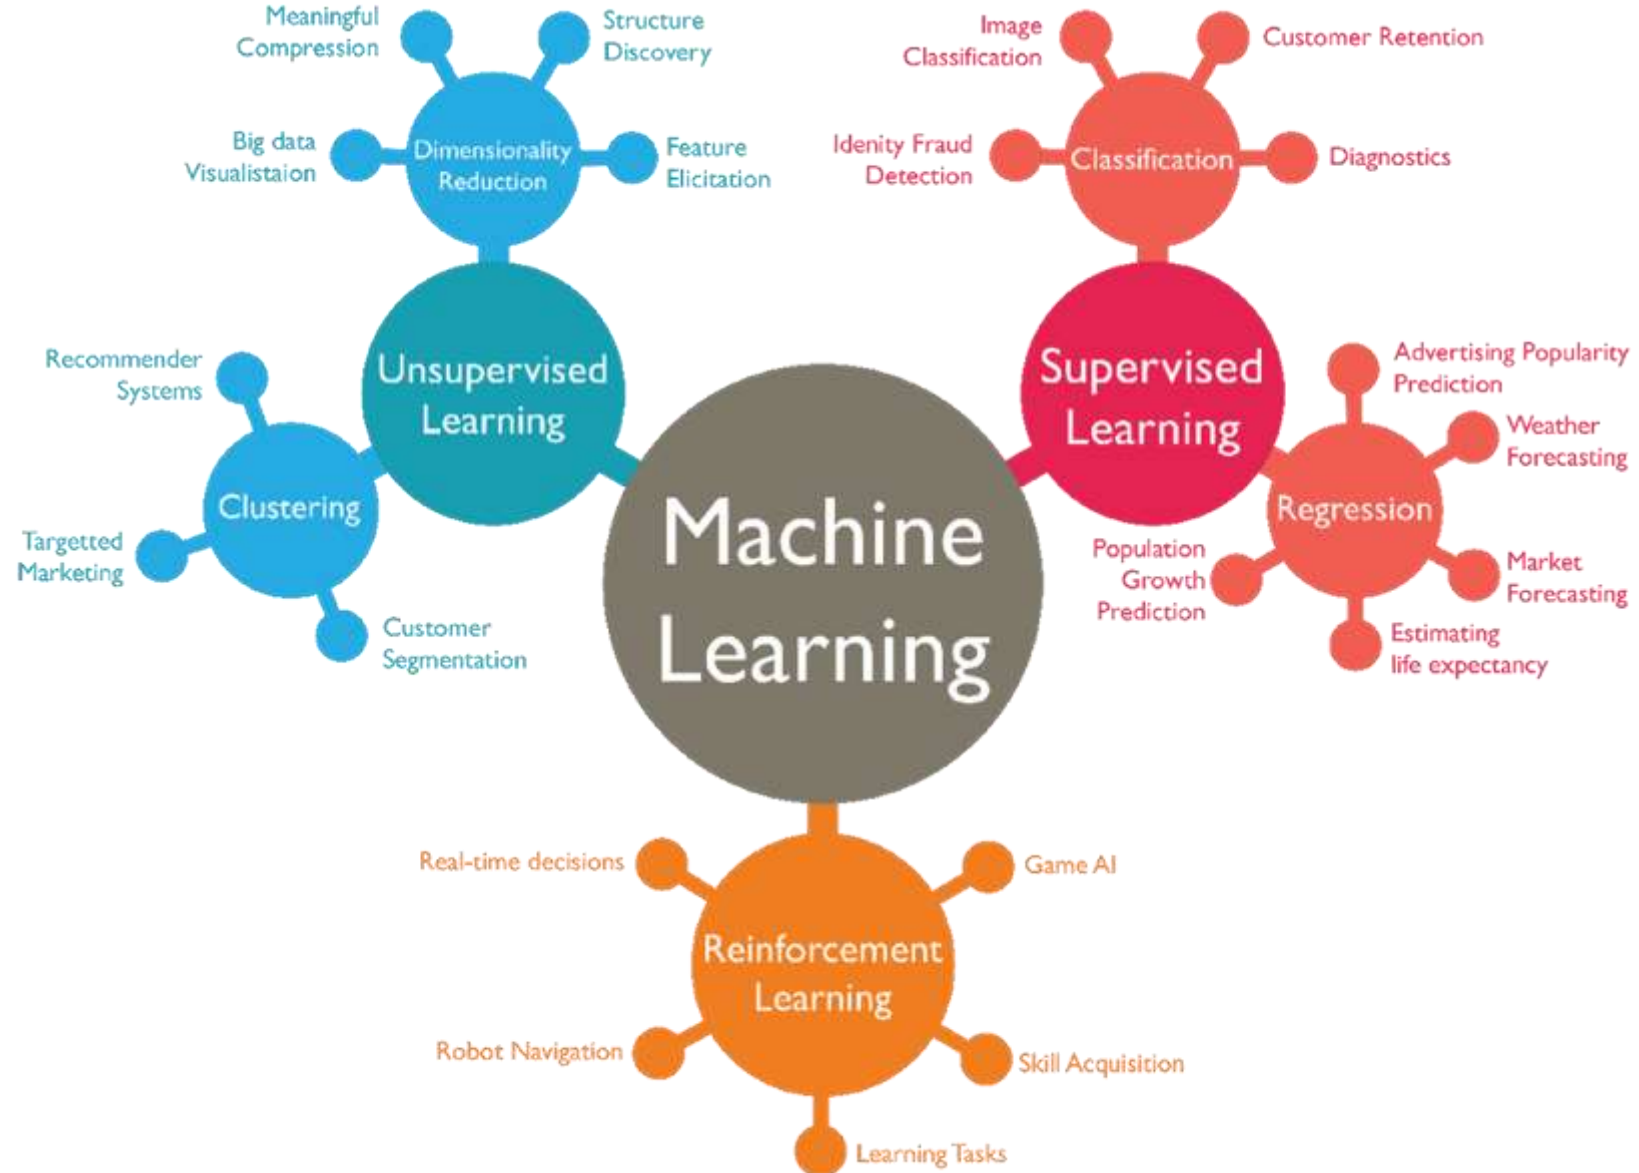 Meaningful
Compression
Structure
Discovery
Big data
Visualistaion
Dimensionality
Reduction
Feature
Elicitation
Image
Classification
Customer Retention
Idenity Fraud
Detection
Classification
Diagnostics
Unsupervised
Learning
Recommender
Systems
Clustering
Targetted
Marketing
Customer
Segmentation
Supervised
Learning
Advertising Popularity
Prediction
Weather
Forecasting
Regression
Population
Growth
Prediction
Market
Forecasting
Estimating
life expectancy
Machine
Learning
Real-time decisions
Game AI
Reinforcement
Learning
Robot Navigation
Skill Acquisition
Learning Tasks